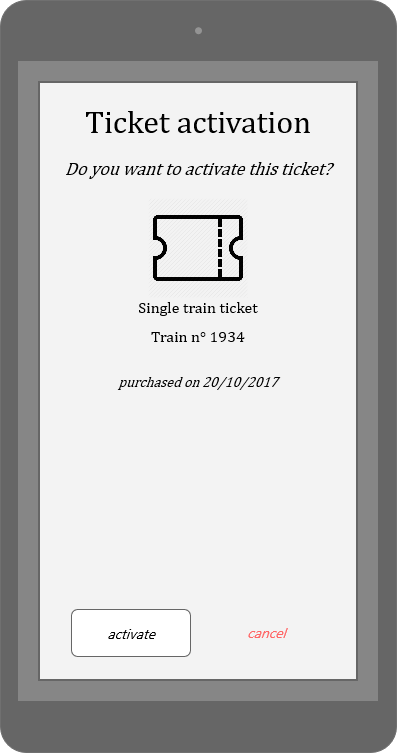 Ticket activation
Do you want to activate this ticket?
Single train ticket
Train n° 1934
purchased on 20/10/2017
activate
cancel